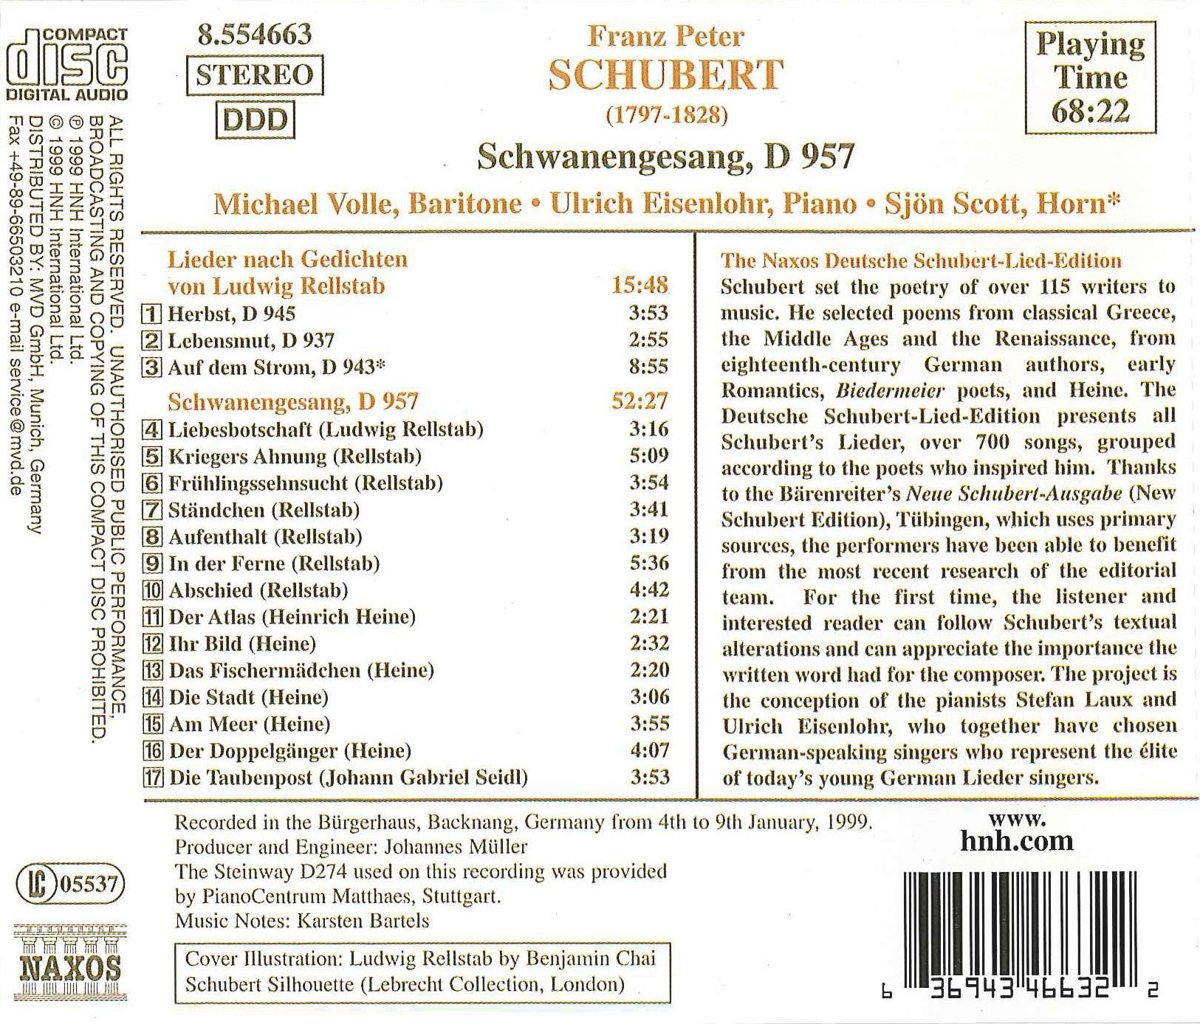 COMPACT
disc
DIGITAL AUDIO
8.554663
STEREO
DDD
Franz Peter
SCHUBERT
(1797-1828)
Schwanengesang, D 957
Michael Volle, Baritone • Ulrich Eisenlohr, Piano • Sjön Scott, Horn*
Playing
Time
68:22
ALL RIGHTS RESERVED. UNAUTHORISED PUBLIC PERFORMANCE,
BROADCASTING AND COPYING OF THIS COMPACT DISC PROHIBITED.
℗ 1999 HNH International Ltd.
© 1999 HNH International Ltd.
DISTRIBUTED BY: MVD GmbH, Munich, Germany
Fax +49-89-66503210 e-mail service@mvd.de
Lieder nach Gedichten
von Ludwig Rellstab 15:48
1 Herbst, D 945 3:53
2 Lebensmut, D 937 2:55
3 Auf dem Strom, D 943* 8:55
Schwanengesang, D 957 52:27
4 Liebesbotschaft (Ludwig Rellstab) 3:16
5 Kriegers Ahnung (Rellstab) 5:09
6 Frühlingssehnsucht (Rellstab) 3:54
7 Ständchen (Rellstab) 3:41
8 Aufenthalt (Rellstab) 3:19
9 In der Ferne (Rellstab) 5:36
10 Abschied (Rellstab) 4:42
11 Der Atlas (Heinrich Heine) 2:21
12 Ihr Bild (Heine) 2:32
13 Das Fischermädchen (Heine) 2:20
14 Die Stadt (Heine) 3:06
15 Am Meer (Heine) 3:55
16 Der Doppelgänger (Heine) 4:07
17 Die Taubenpost (Johann Gabriel Seidl) 3:53
The Naxos Deutsche Schubert-Lied-Edition
Schubert set the poetry of over 115 writers to
music. He selected poems from classical Greece,
the Middle Ages and the Renaissance, from
eighteenth-century German authors, early
Romantics, Biedermeier poets, and Heine. The
Deutsche Schubert-Lied-Edition presents all
Schubert's Lieder, over 700 songs, grouped
according to the poets who inspired him. Thanks
to the Bärenreiter's Neue Schubert-Ausgabe (New
Schubert Edition), Tübingen, which uses primary
sources, the performers have been able to benefit
from the most recent research of the editorial
team. For the first time, the listener and
interested reader can follow Schubert's textual
alterations and can appreciate the importance the
written word had for the composer. The project is
the conception of the pianists Stefan Laux and
Ulrich Eisenlohr, who together have chosen
German-speaking singers who represent the élite
of today's young German Lieder singers.
Recorded in the Bürgerhaus, Backnang, Germany from 4th to 9th January, 1999.
Producer and Engineer: Johannes Müller
The Steinway D274 used on this recording was provided
by PianoCentrum Matthaes, Stuttgart.
Music Notes: Karsten Bartels
Cover Illustration: Ludwig Rellstab by Benjamin Chai
Schubert Silhouette (Lebrecht Collection, London)
www.
hnh.com
LC 05537
NAXOS
6 36943 46632 2